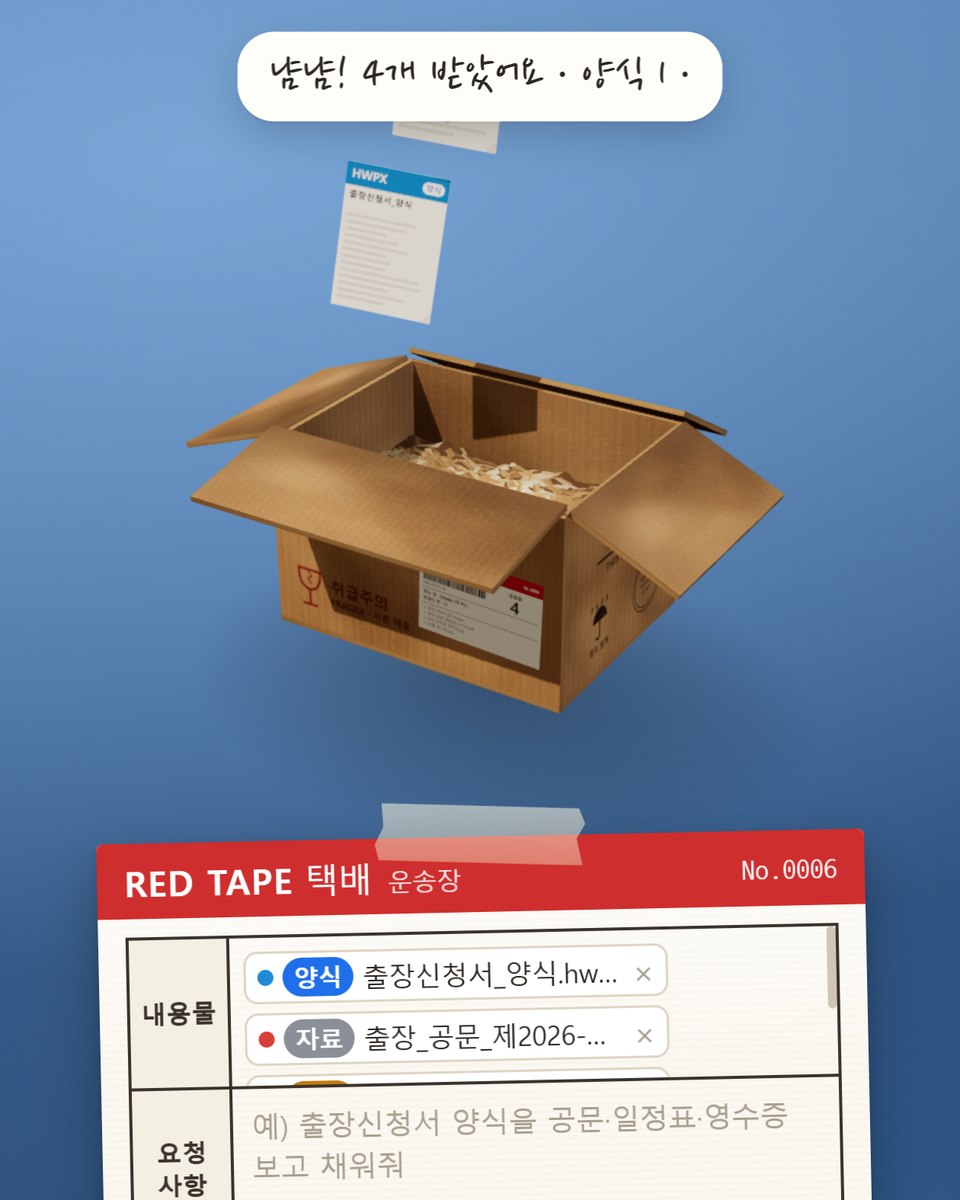 냠냠! 4개 받았어요 · 양식 1 ·
HWPX 양식
출장신청서_양식
취급주의
내용물
4
RED TAPE 택배 운송장 No.0006
내용물
양식 출장신청서_양식.hw... ×
자료 출장_공문_제2026-... ×
요청
사항
예) 출장신청서 양식을 공문·일정표·영수증
보고 채워줘